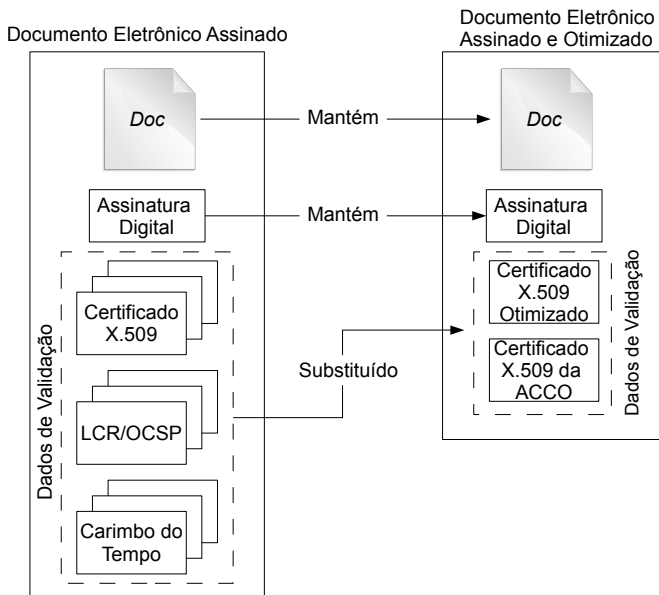 Documento Eletrônico Assinado
Doc
Assinatura
Digital
Dados de Validação
Certificado
X.509
LCR/OCSP
Carimbo do
Tempo
Mantém
Mantém
Substituído
Documento Eletrônico
Assinado e Otimizado
Doc
Assinatura
Digital
Certificado
X.509
Otimizado
Certificado
X.509 da
ACCO
Dados de Validação